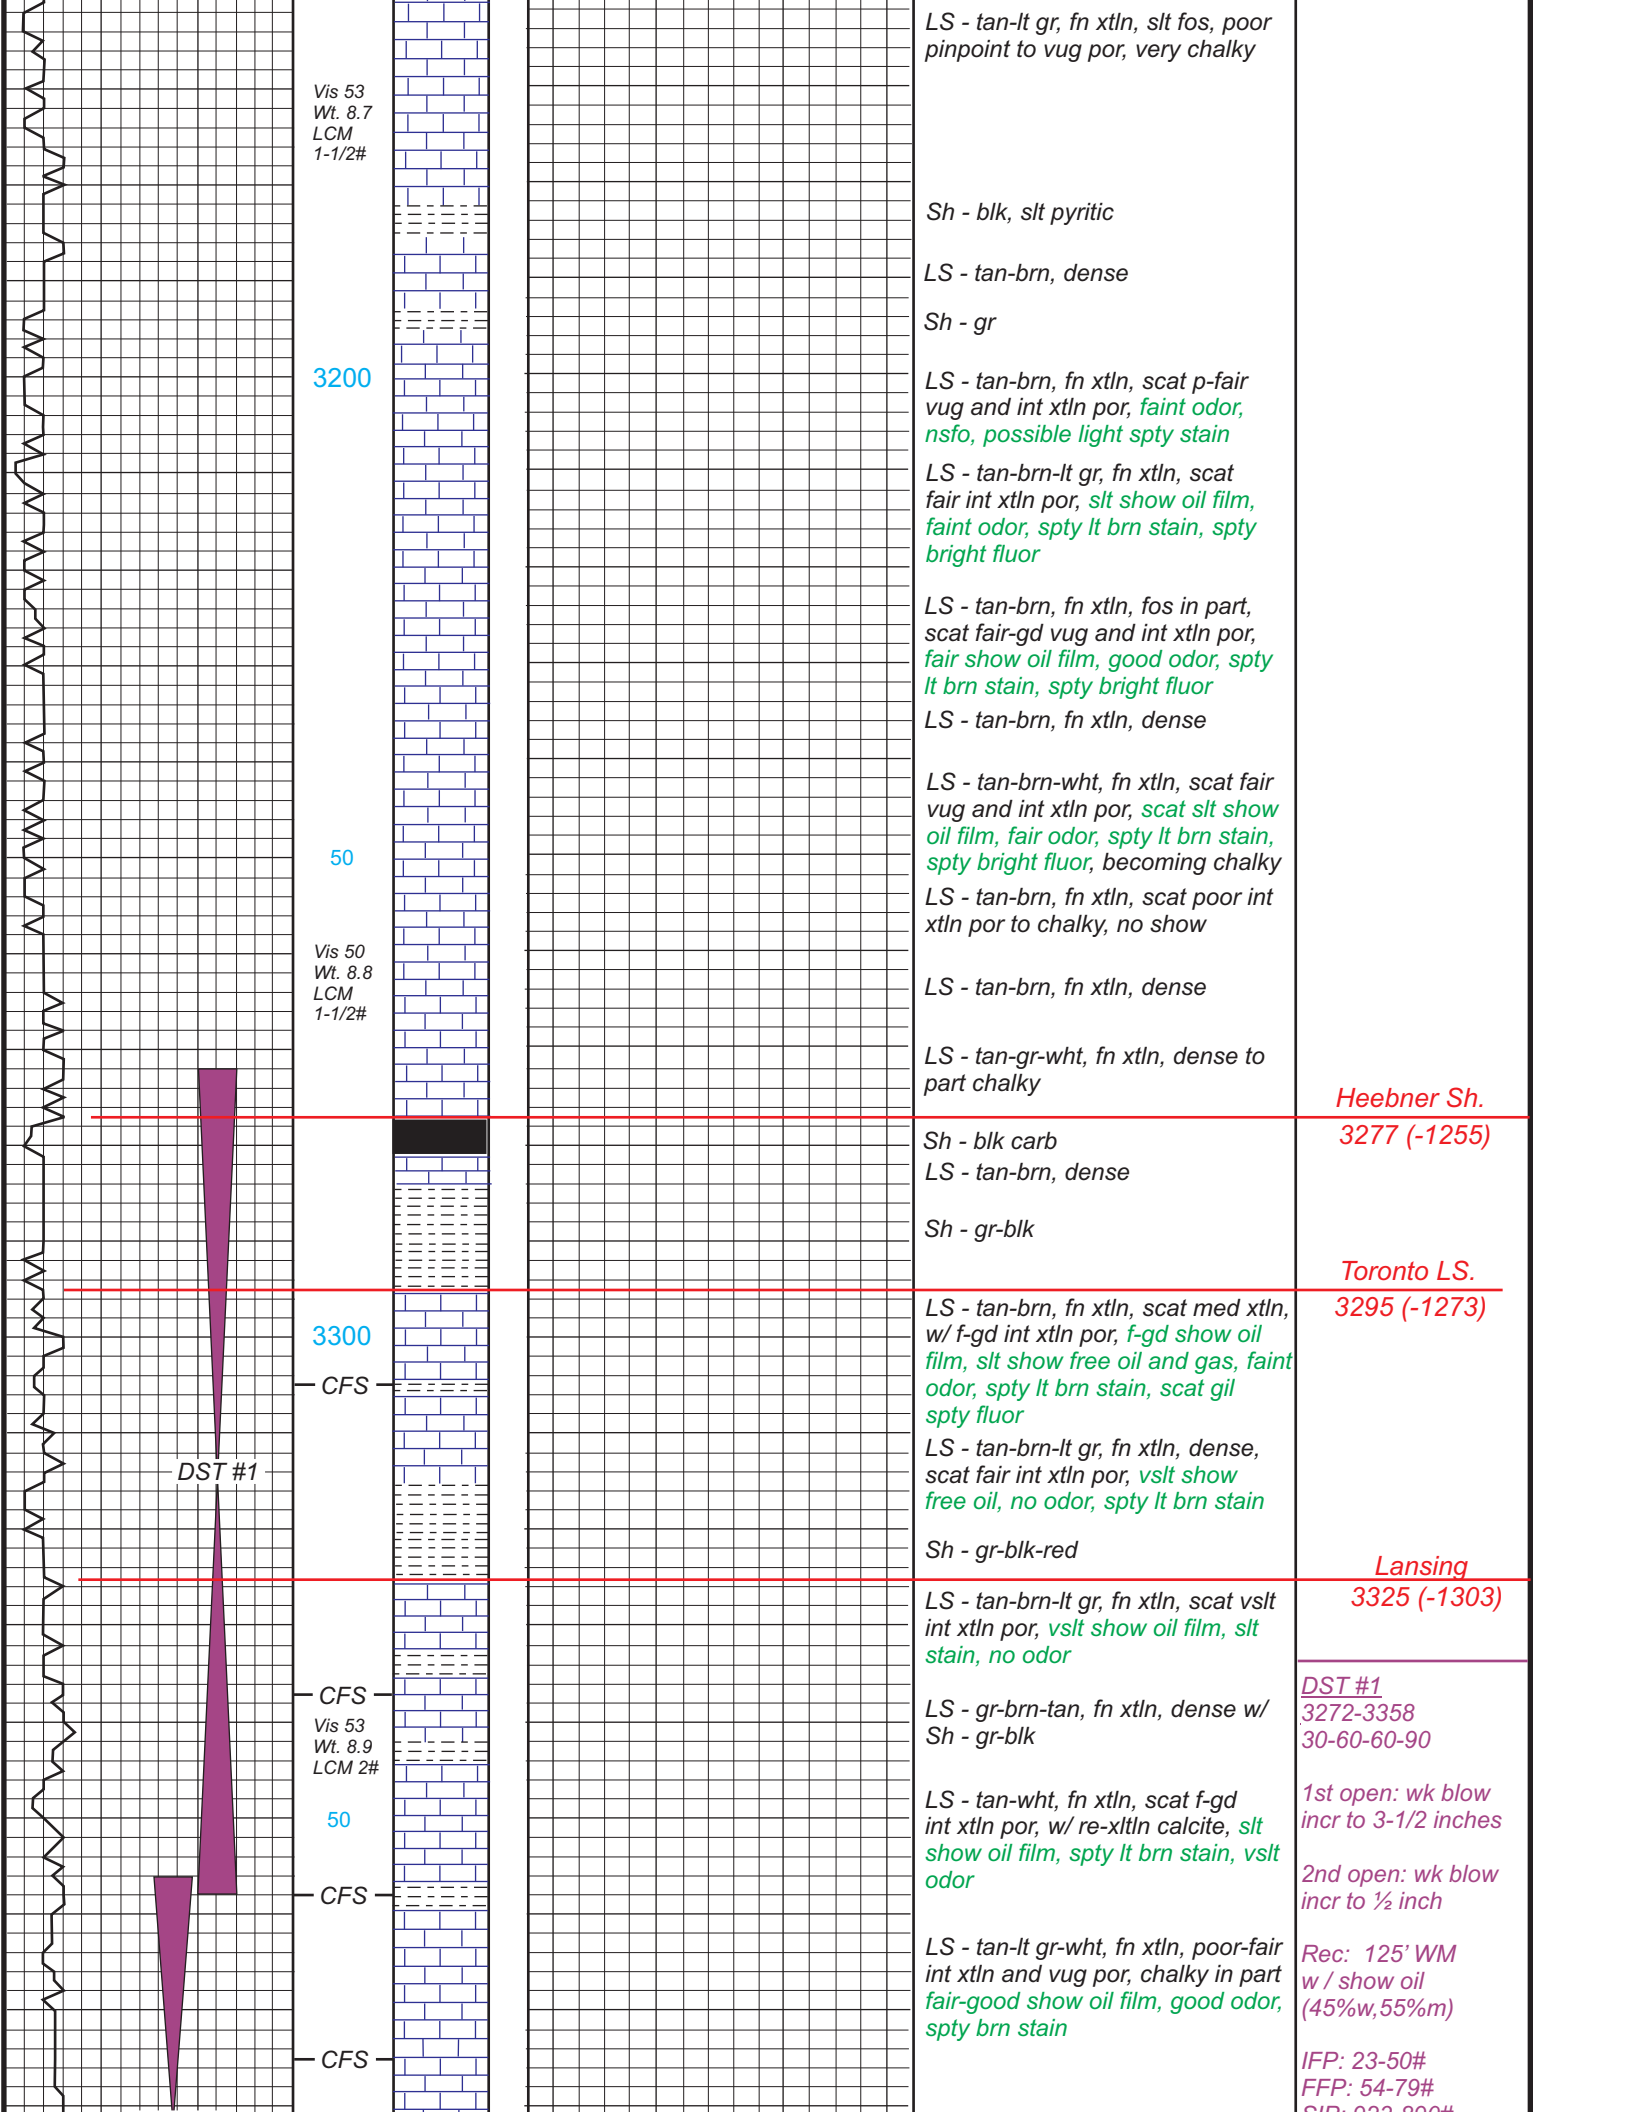 LS - tan-lt gr, fn xtln, slt fos, poor
pinpoint to vug por, very chalky
Vis 53
Wt. 8.7
LCM
1-1/2#
Sh - blk, slt pyritic
LS - tan-brn, dense
Sh - gr
3200
LS - tan-brn, fn xtln, scat p-fair
vug and int xtln por, faint odor,
nsfo, possible light spty stain
LS - tan-brn-lt gr, fn xtln, scat
fair int xtln por, slt show oil film,
faint odor, spty lt brn stain, spty
bright fluor
LS - tan-brn, fn xtln, fos in part,
scat fair-gd vug and int xtln por,
fair show oil film, good odor, spty
lt brn stain, spty bright fluor
LS - tan-brn, fn xtln, dense
LS - tan-brn-wht, fn xtln, scat fair
vug and int xtln por, scat slt show
oil film, fair odor, spty lt brn stain,
spty bright fluor, becoming chalky
50
LS - tan-brn, fn xtln, scat poor int
xtln por to chalky, no show
Vis 50
Wt. 8.8
LCM
1-1/2#
LS - tan-brn, fn xtln, dense
LS - tan-gr-wht, fn xtln, dense to
part chalky
Heebner Sh.
3277 (-1255)
Sh - blk carb
LS - tan-brn, dense
Sh - gr-blk
Toronto LS.
3295 (-1273)
3300
LS - tan-brn, fn xtln, scat med xtln,
w/ f-gd int xtln por, f-gd show oil
film, slt show free oil and gas, faint
odor, spty lt brn stain, scat gil
spty fluor
CFS
LS - tan-brn-lt gr, fn xtln, dense,
scat fair int xtln por, vslt show
free oil, no odor, spty lt brn stain
DST #1
Sh - gr-blk-red
Lansing
3325 (-1303)
LS - tan-brn-lt gr, fn xtln, scat vslt
int xtln por, vslt show oil film, slt
stain, no odor
CFS
LS - gr-brn-tan, fn xtln, dense w/
Sh - gr-blk
Vis 53
Wt. 8.9
LCM 2#
50
LS - tan-wht, fn xtln, scat f-gd
int xtln por, w/ re-xltln calcite, slt
show oil film, spty lt brn stain, vslt
odor
CFS
LS - tan-lt gr-wht, fn xtln, poor-fair
int xtln and vug por, chalky in part
fair-good show oil film, good odor,
spty brn stain
CFS
DST #1
3272-3358
30-60-60-90
1st open: wk blow
incr to 3-1/2 inches
2nd open: wk blow
incr to ½ inch
Rec: 125' WM
w / show oil
(45%w,55%m)
IFP: 23-50#
FFP: 54-79#